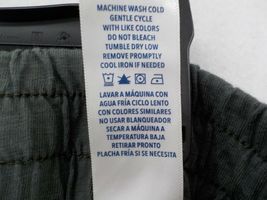 MACHINE WASH COLD
GENTLE CYCLE
WITH LIKE COLORS
DO NOT BLEACH
TUMBLE DRY LOW
REMOVE PROMPTLY
COOL IRON IF NEEDED
LAVAR A MÁQUINA CON
AGUA FRÍA CICLO LENTO
CON COLORES SIMILARES
NO USAR BLANQUEADOR
SECAR A MÁQUINA A
TEMPERATURA BAJA
RETIRAR PRONTO
PLACHA FRÍA SI SE NECESITA